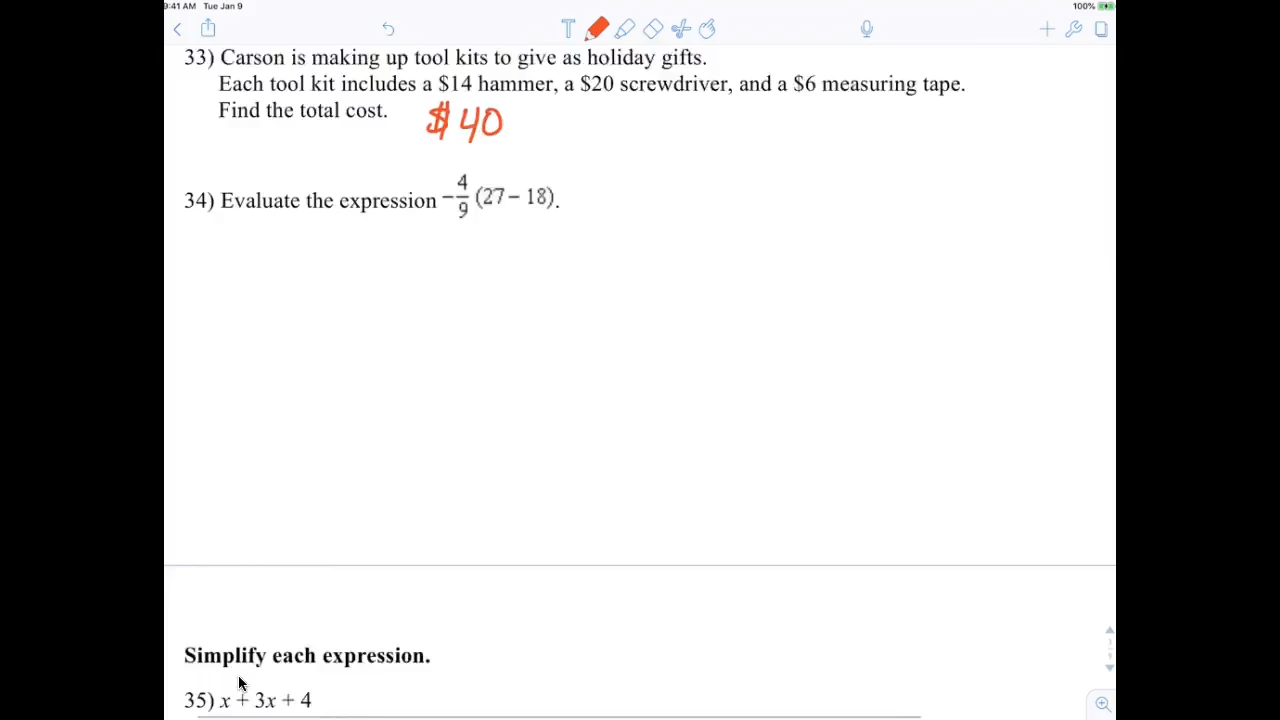 9:41 AM Tue Jan 9
100%
T
33) Carson is making up tool kits to give as holiday gifts.
Each tool kit includes a $14 hammer, a $20 screwdriver, and a $6 measuring tape.
Find the total cost.
$40
34) Evaluate the expression -4/9 (27 – 18).
Simplify each expression.
35) x + 3x + 4